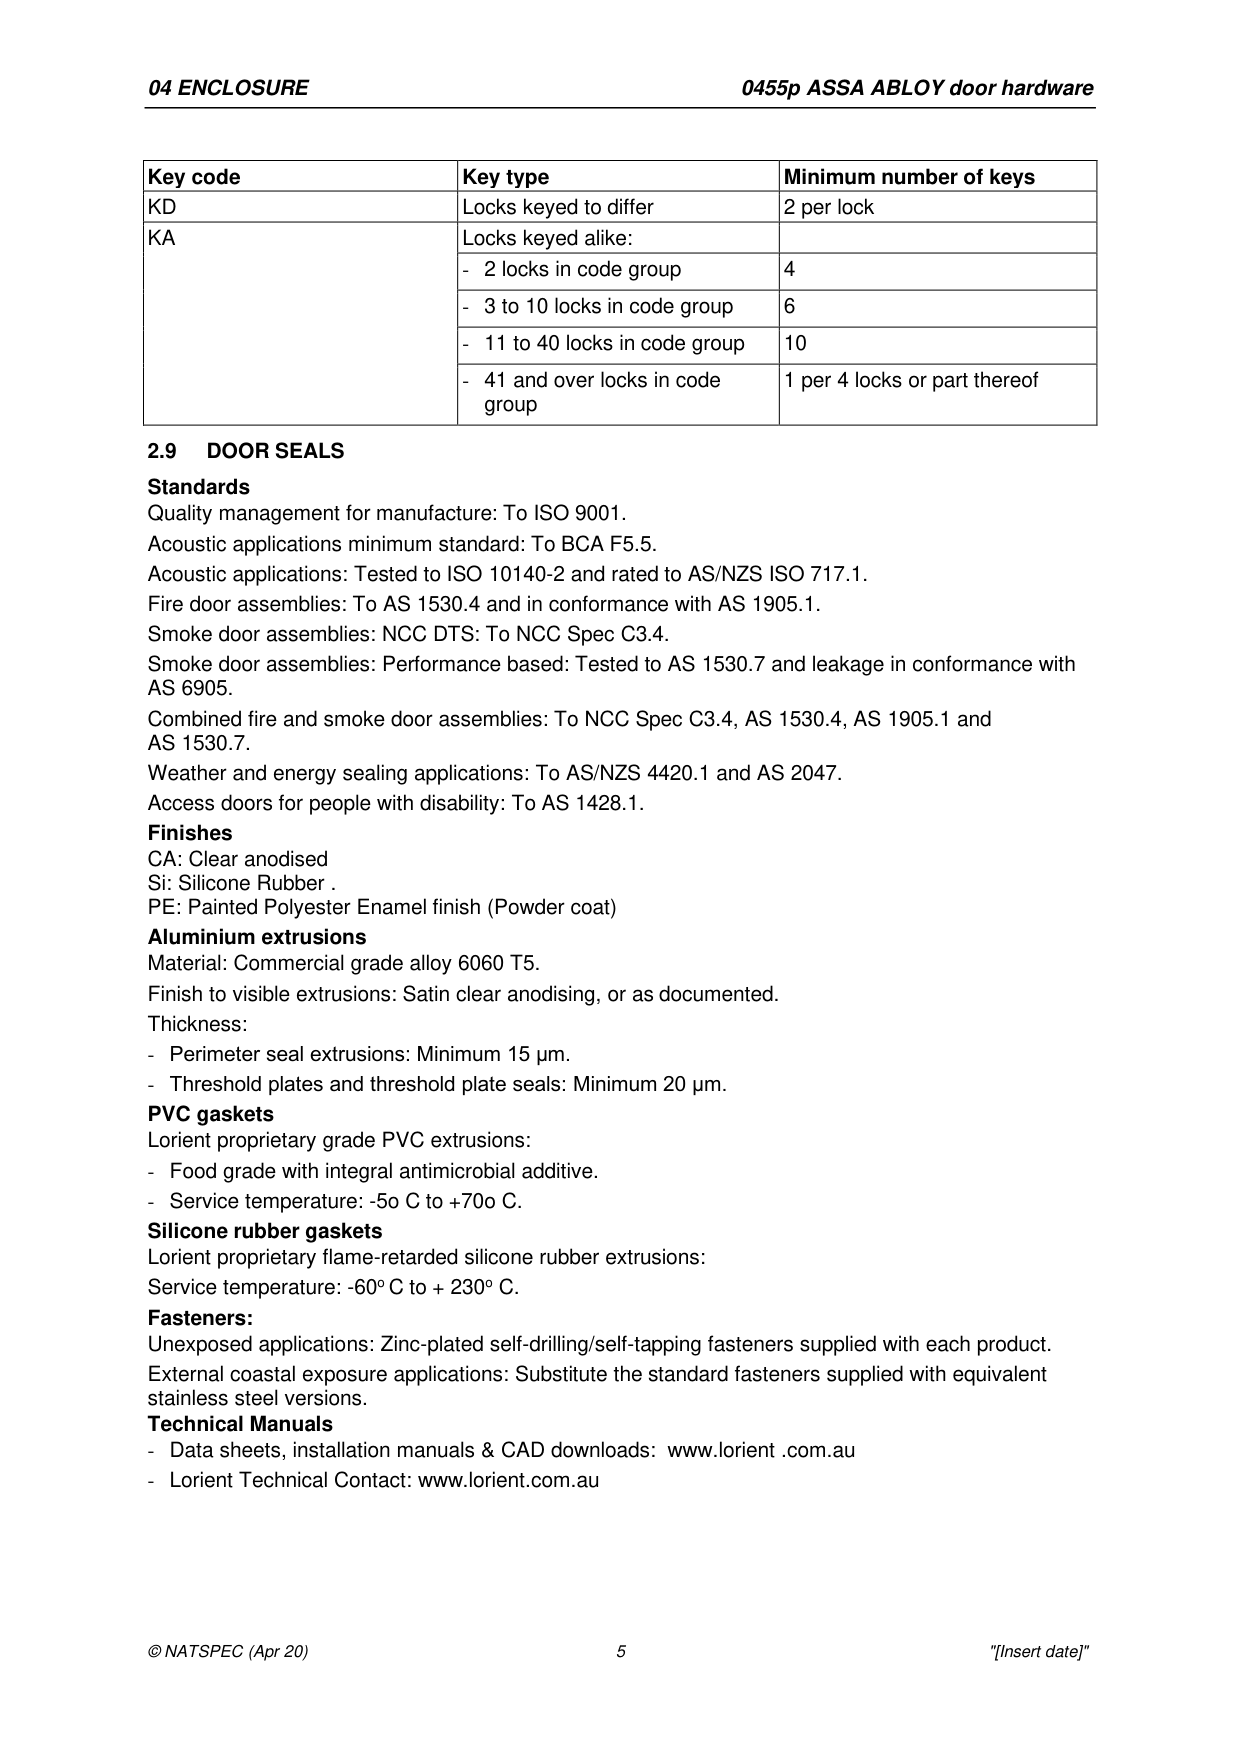 04 ENCLOSURE 0455p ASSA ABLOY door hardware
Key code Key type Minimum number of keys
KD Locks keyed to differ 2 per lock
KA Locks keyed alike:
- 2 locks in code group 4
- 3 to 10 locks in code group 6
- 11 to 40 locks in code group 10
- 41 and over locks in code 1 per 4 locks or part thereof
group
2.9 DOOR SEALS
Standards
Quality management for manufacture: To ISO 9001.
Acoustic applications minimum standard: To BCA F5.5.
Acoustic applications: Tested to ISO 10140-2 and rated to AS/NZS ISO 717.1.
Fire door assemblies: To AS 1530.4 and in conformance with AS 1905.1.
Smoke door assemblies: NCC DTS: To NCC Spec C3.4.
Smoke door assemblies: Performance based: Tested to AS 1530.7 and leakage in conformance with
AS 6905.
Combined fire and smoke door assemblies: To NCC Spec C3.4, AS 1530.4, AS 1905.1 and
AS 1530.7.
Weather and energy sealing applications: To AS/NZS 4420.1 and AS 2047.
Access doors for people with disability: To AS 1428.1.
Finishes
CA: Clear anodised
Si: Silicone Rubber .
PE: Painted Polyester Enamel finish (Powder coat)
Aluminium extrusions
Material: Commercial grade alloy 6060 T5.
Finish to visible extrusions: Satin clear anodising, or as documented.
Thickness:
- Perimeter seal extrusions: Minimum 15 µm.
- Threshold plates and threshold plate seals: Minimum 20 µm.
PVC gaskets
Lorient proprietary grade PVC extrusions:
- Food grade with integral antimicrobial additive.
- Service temperature: -5o C to +70o C.
Silicone rubber gaskets
Lorient proprietary flame-retarded silicone rubber extrusions:
Service temperature: -60º C to + 230º C.
Fasteners:
Unexposed applications: Zinc-plated self-drilling/self-tapping fasteners supplied with each product.
External coastal exposure applications: Substitute the standard fasteners supplied with equivalent
stainless steel versions.
Technical Manuals
- Data sheets, installation manuals & CAD downloads: www.lorient .com.au
- Lorient Technical Contact: www.lorient.com.au
© NATSPEC (Apr 20) 5 "[Insert date]"